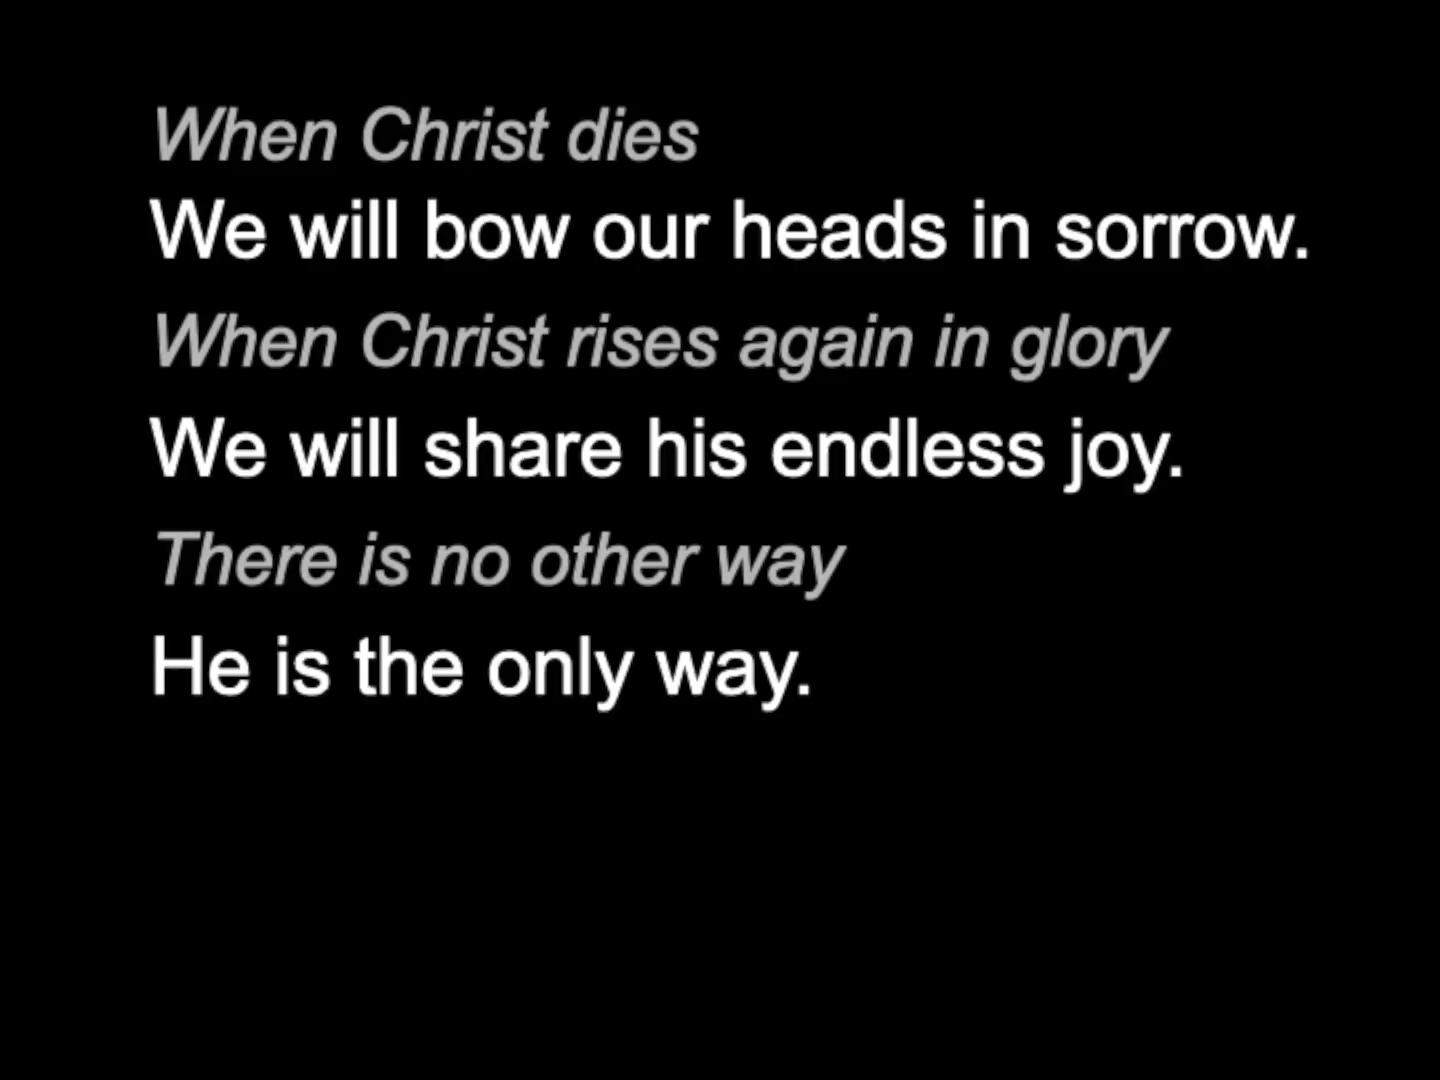 When Christ dies
We will bow our heads in sorrow.
When Christ rises again in glory
We will share his endless joy.
There is no other way
He is the only way.